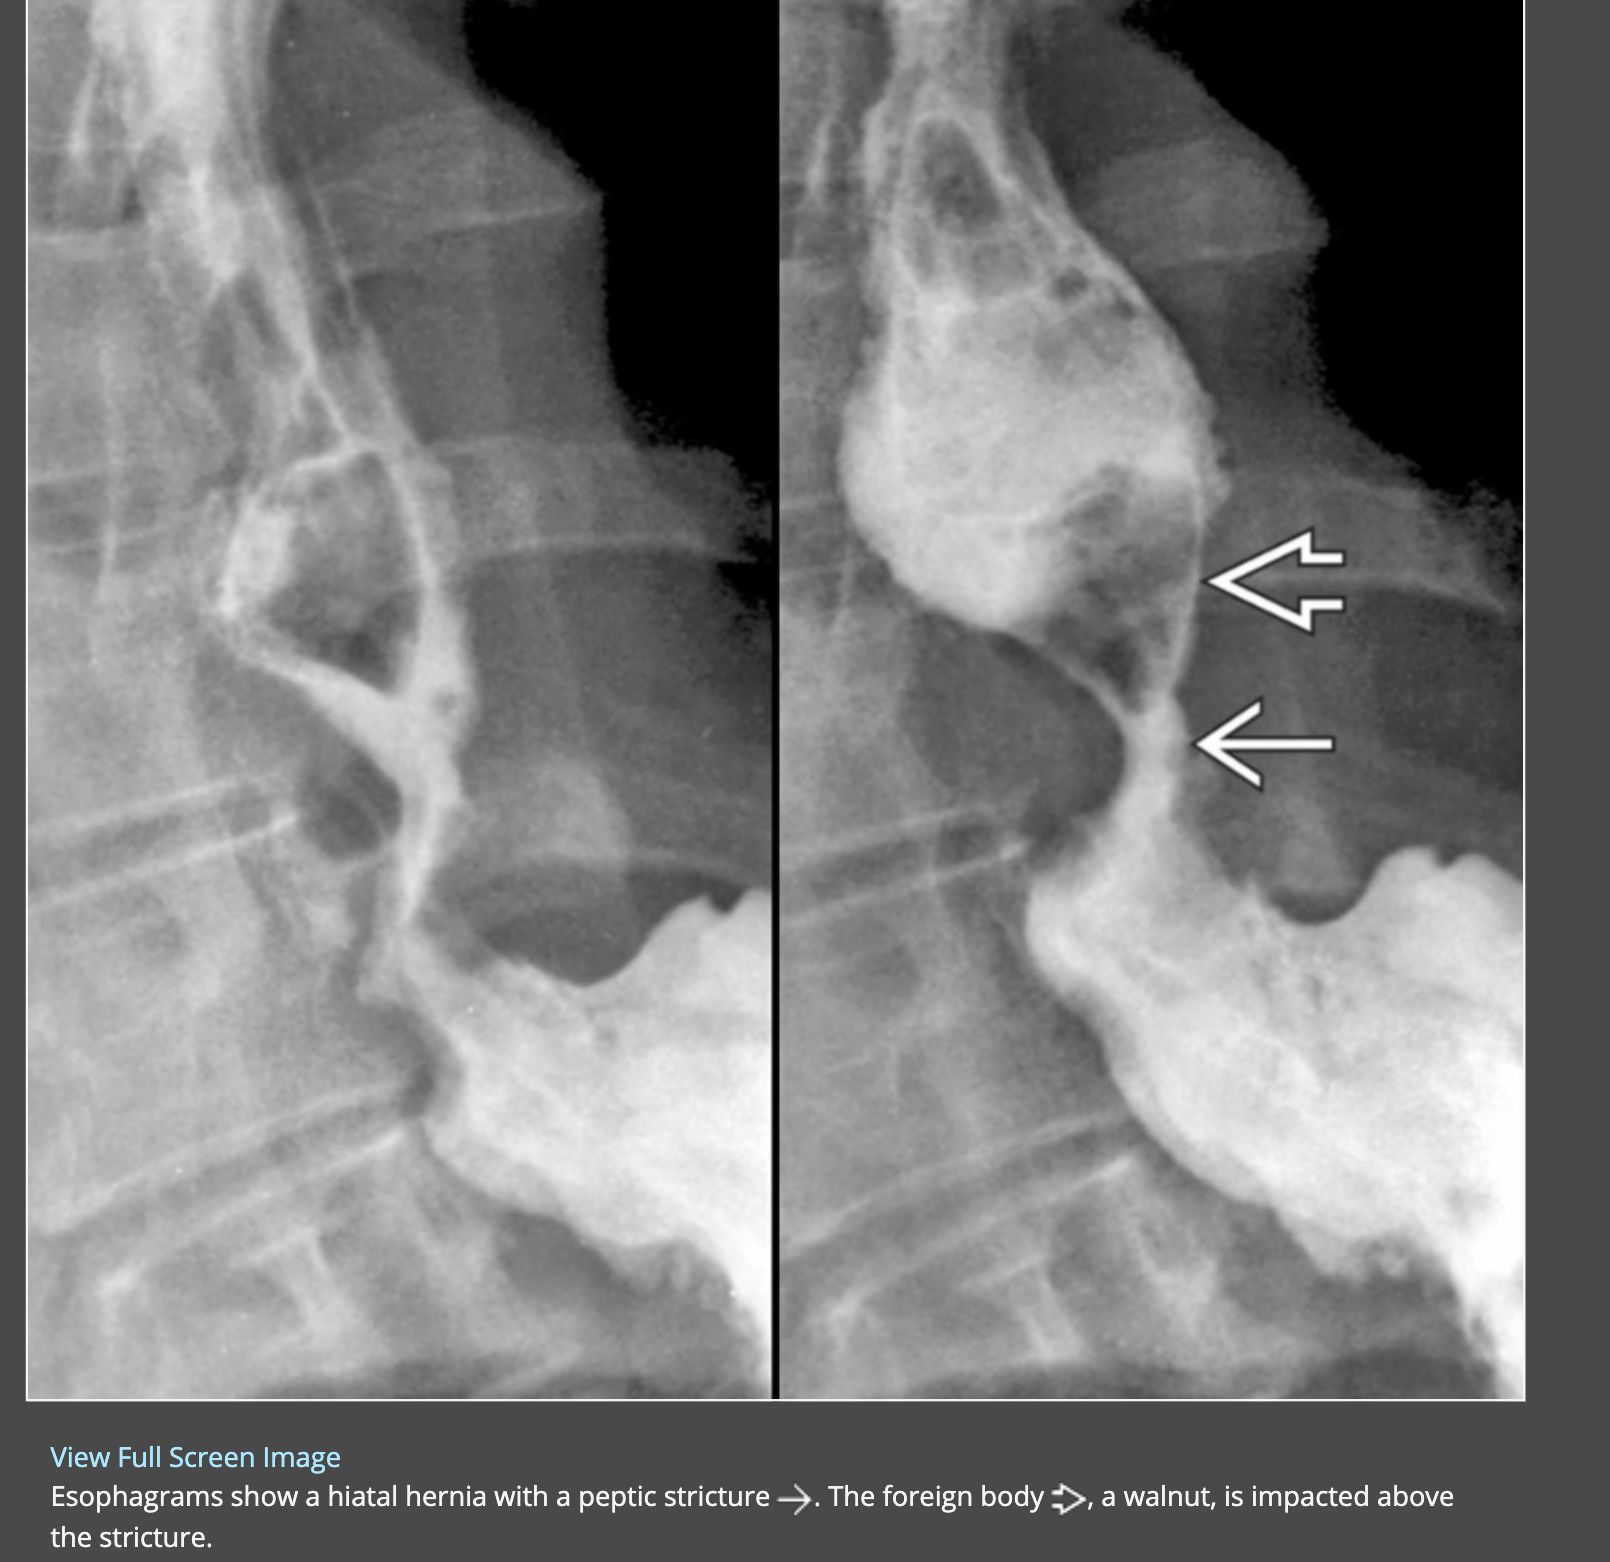 View Full Screen Image
Esophagrams show a hiatal hernia with a peptic stricture →. The foreign body ⮊, a walnut, is impacted above
the stricture.